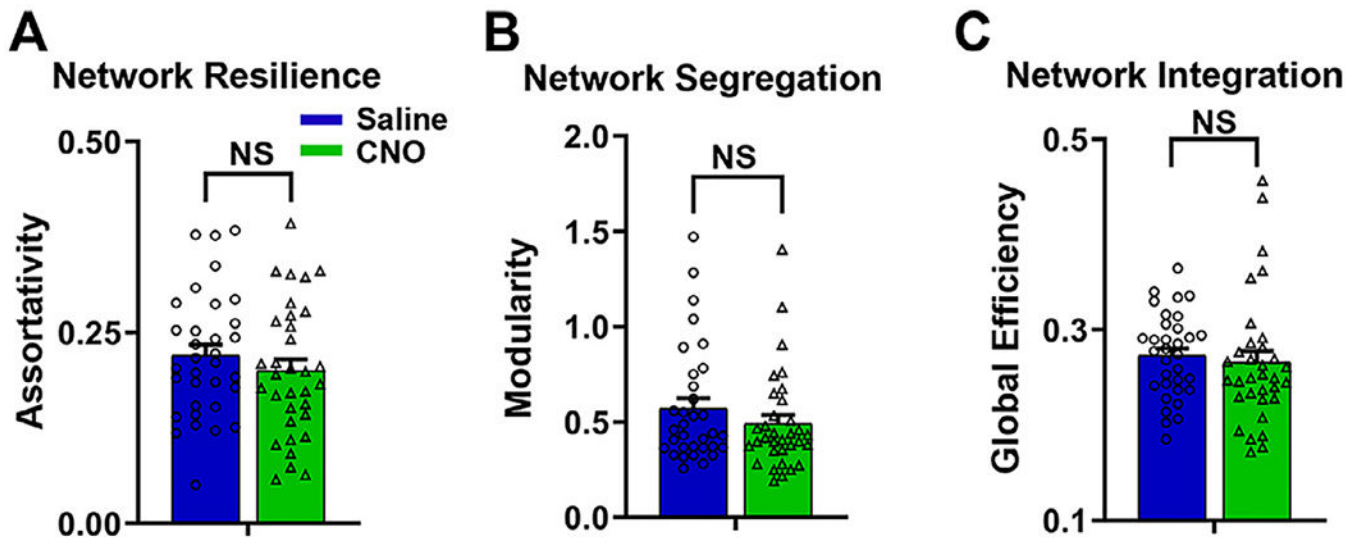 A
Network Resilience
Saline
CNO
NS
Assortativity
0.50
0.25
0.00
B
Network Segregation
NS
Modularity
2.0
1.5
1.0
0.5
0.0
C
Network Integration
NS
Global Efficiency
0.5
0.3
0.1